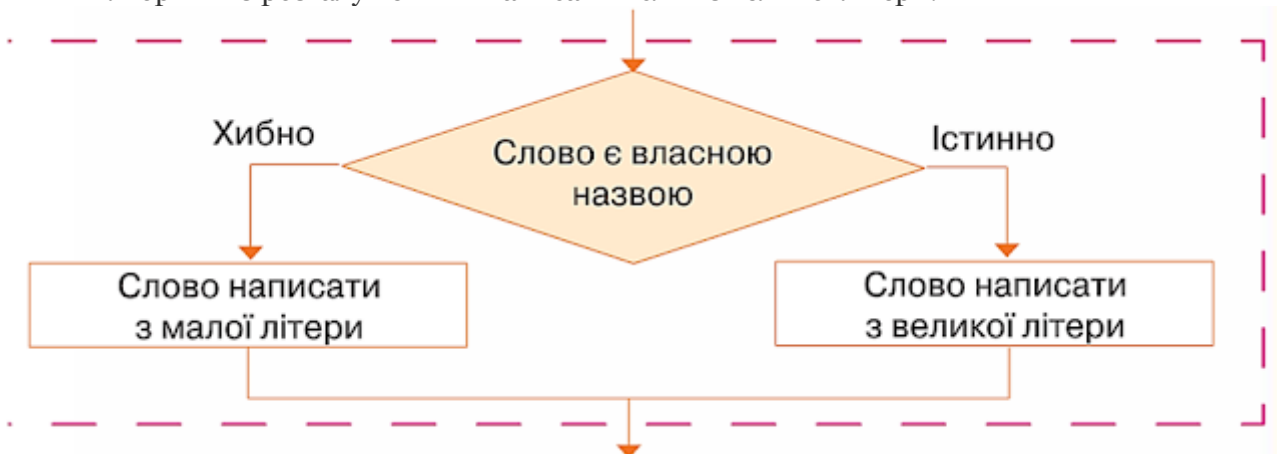 Хибно
Слово є власною
назвою
Істинно
Слово написати
з малої літери
Слово написати
з великої літери